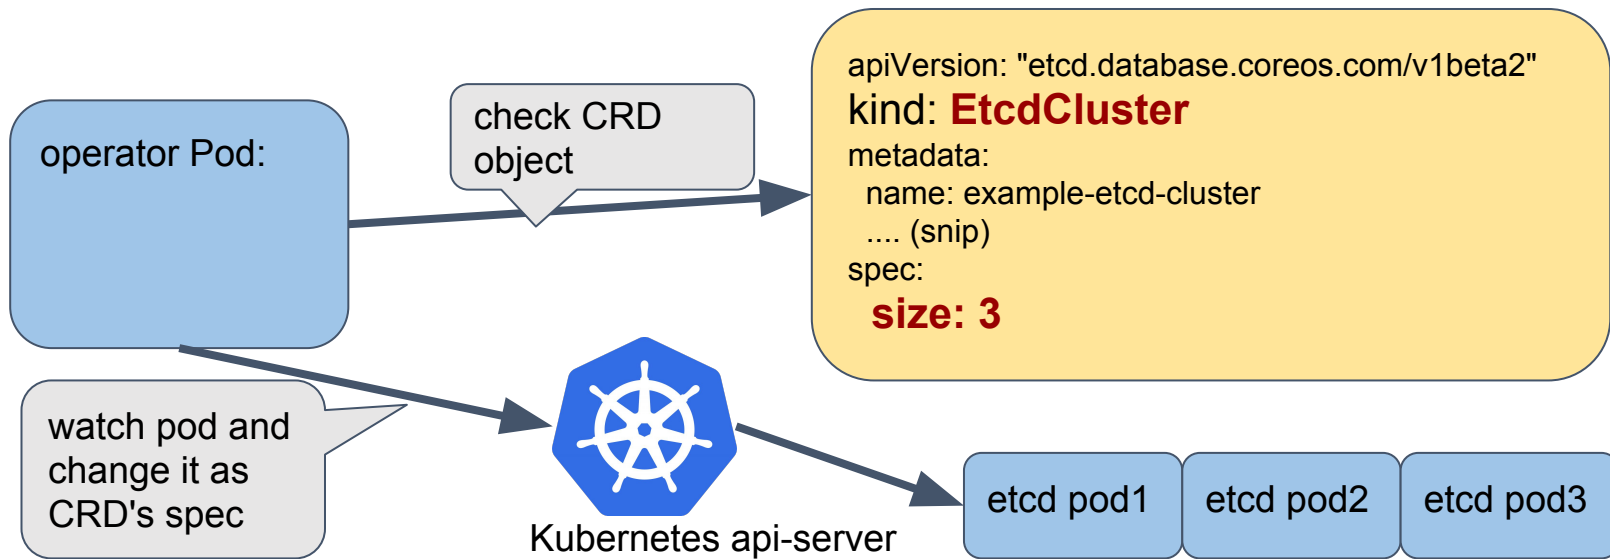 operator Pod:
check CRD
object
apiVersion: "etcd.database.coreos.com/v1beta2"
kind: EtcdCluster
metadata:
name: example-etcd-cluster
.... (snip)
spec:
size: 3
watch pod and
change it as
CRD's spec
Kubernetes api-server
etcd pod1
etcd pod2
etcd pod3